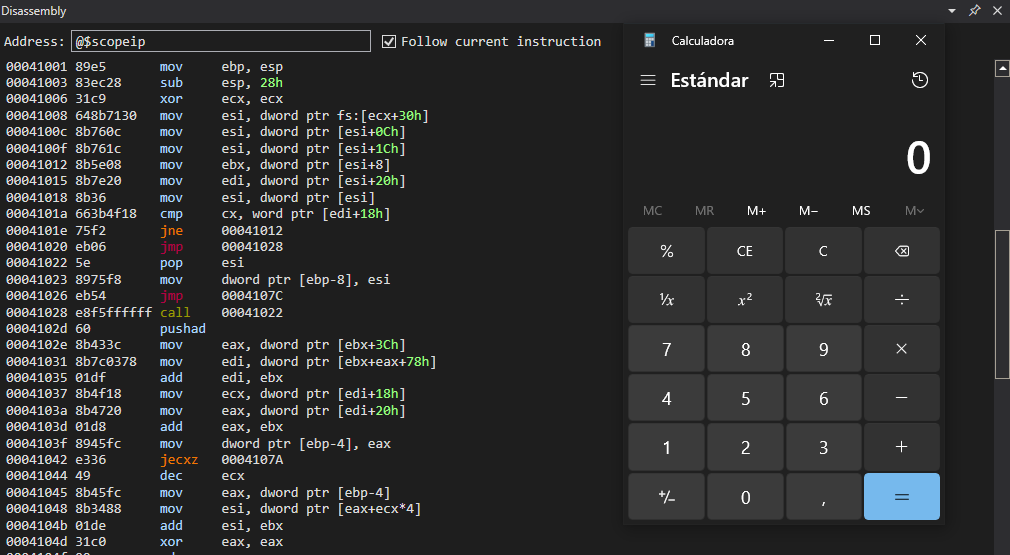 Disassembly
Address: @$scopeip Follow current instruction
00041001 89e5 mov ebp, esp
00041003 83ec28 sub esp, 28h
00041006 31c9 xor ecx, ecx
00041008 648b7130 mov esi, dword ptr fs:[ecx+30h]
0004100c 8b760c mov esi, dword ptr [esi+0Ch]
0004100f 8b761c mov esi, dword ptr [esi+1Ch]
00041012 8b5e08 mov ebx, dword ptr [esi+8]
00041015 8b7e20 mov edi, dword ptr [esi+20h]
00041018 8b36 mov esi, dword ptr [esi]
0004101a 663b4f18 cmp cx, word ptr [edi+18h]
0004101e 75f2 jne 00041012
00041020 eb06 jmp 00041028
00041022 5e pop esi
00041023 8975f8 mov dword ptr [ebp-8], esi
00041026 eb54 jmp 0004107C
00041028 e8f5ffffff call 00041022
0004102d 60 pushad
0004102e 8b433c mov eax, dword ptr [ebx+3Ch]
00041031 8b7c0378 mov edi, dword ptr [ebx+eax+78h]
00041035 01df add edi, ebx
00041037 8b4f18 mov ecx, dword ptr [edi+18h]
0004103a 8b4720 mov eax, dword ptr [edi+20h]
0004103d 01d8 add eax, ebx
0004103f 8945fc mov dword ptr [ebp-4], eax
00041042 e336 jecxz 0004107A
00041044 49 dec ecx
00041045 8b45fc mov eax, dword ptr [ebp-4]
00041048 8b3488 mov esi, dword ptr [eax+ecx*4]
0004104b 01de add esi, ebx
0004104d 31c0 xor eax, eax
Calculadora
Estándar
0
MC MR M+ M− MS M˅
% CE C
¹/x x² ²√x ÷
7 8 9 ×
4 5 6 −
1 2 3 +
+/− 0 , =